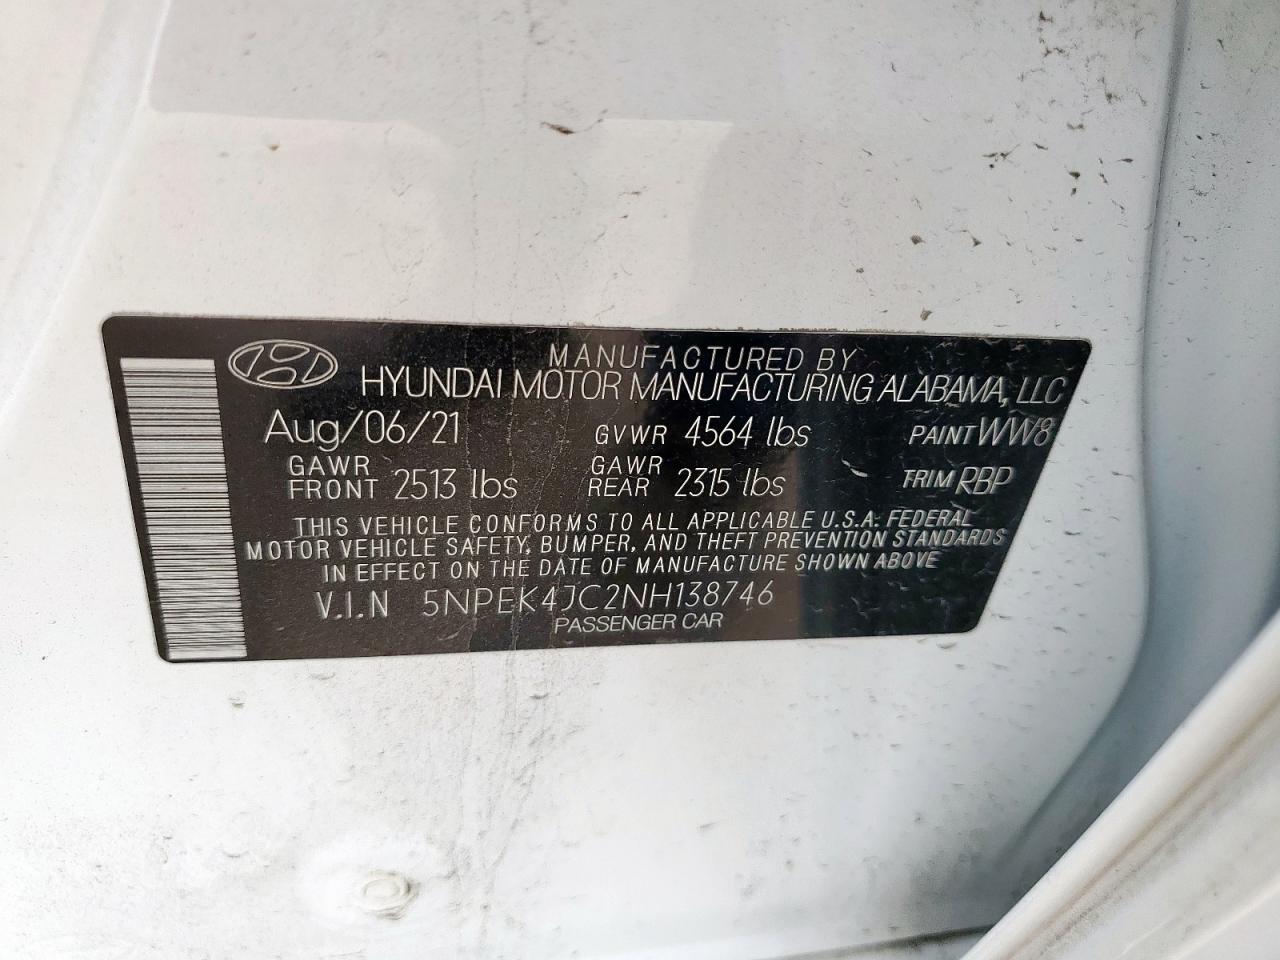 MANUFACTURED BY
HYUNDAI MOTOR MANUFACTURING ALABAMA, LLC
Aug/06/21 GVWR 4564 lbs PAINT WW8
GAWR FRONT 2513 lbs GAWR REAR 2315 lbs TRIM RBP
THIS VEHICLE CONFORMS TO ALL APPLICABLE U.S.A. FEDERAL
MOTOR VEHICLE SAFETY, BUMPER, AND THEFT PREVENTION STANDARDS
IN EFFECT ON THE DATE OF MANUFACTURE SHOWN ABOVE
V.I.N 5NPEK4JC2NH138746
PASSENGER CAR